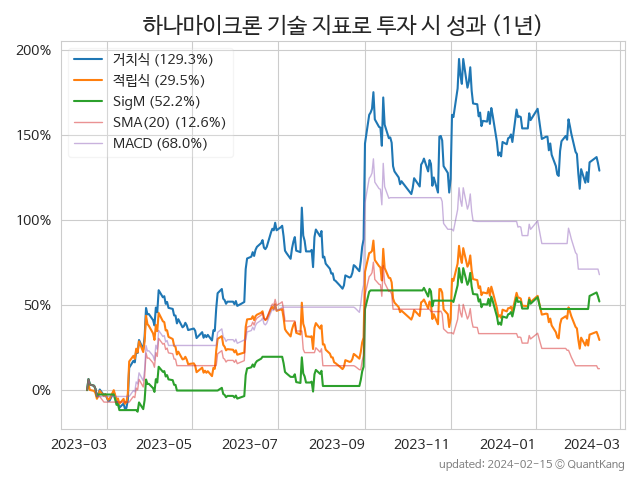 하나마이크론 기술 지표로 투자 시 성과 (1년)
200%
150%
100%
50%
0%
거치식 (129.3%)
적립식 (29.5%)
SigM (52.2%)
SMA(20) (12.6%)
MACD (68.0%)
2023-03 2023-05 2023-07 2023-09 2023-11 2024-01 2024-03
updated: 2024-02-15 © QuantKang